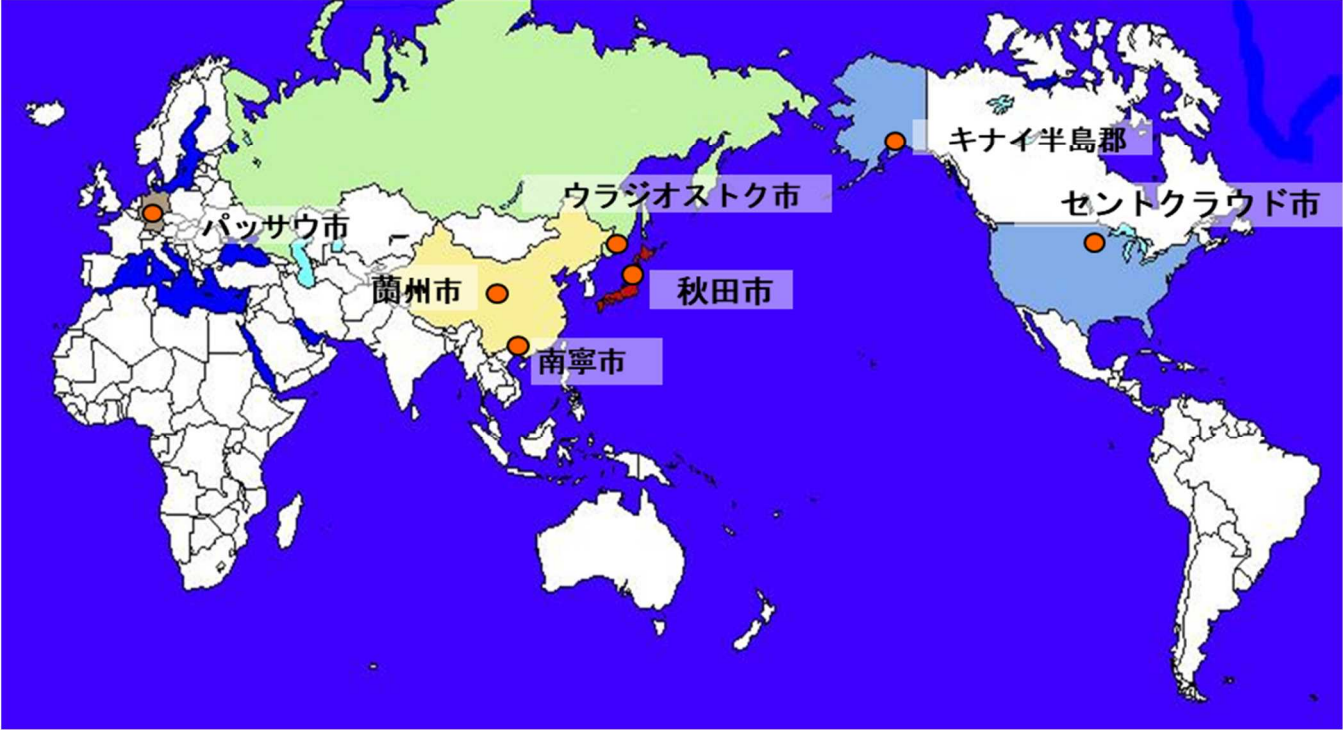 キナイ半島郡
ウラジオストク市
セントクラウド市
パッサウ市
蘭州市
秋田市
南寧市